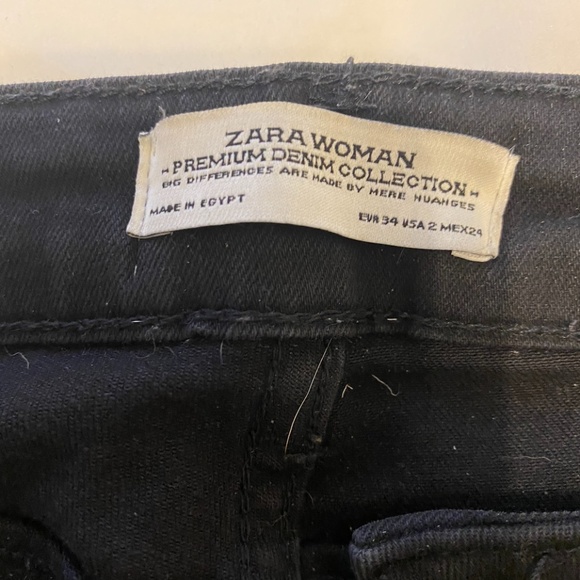 ZARA WOMAN
PREMIUM DENIM COLLECTION
BIG DIFFERENCES ARE MADE BY MERE NUANGES
MADE IN EGYPT
EUR 34 USA 2 MEX 24